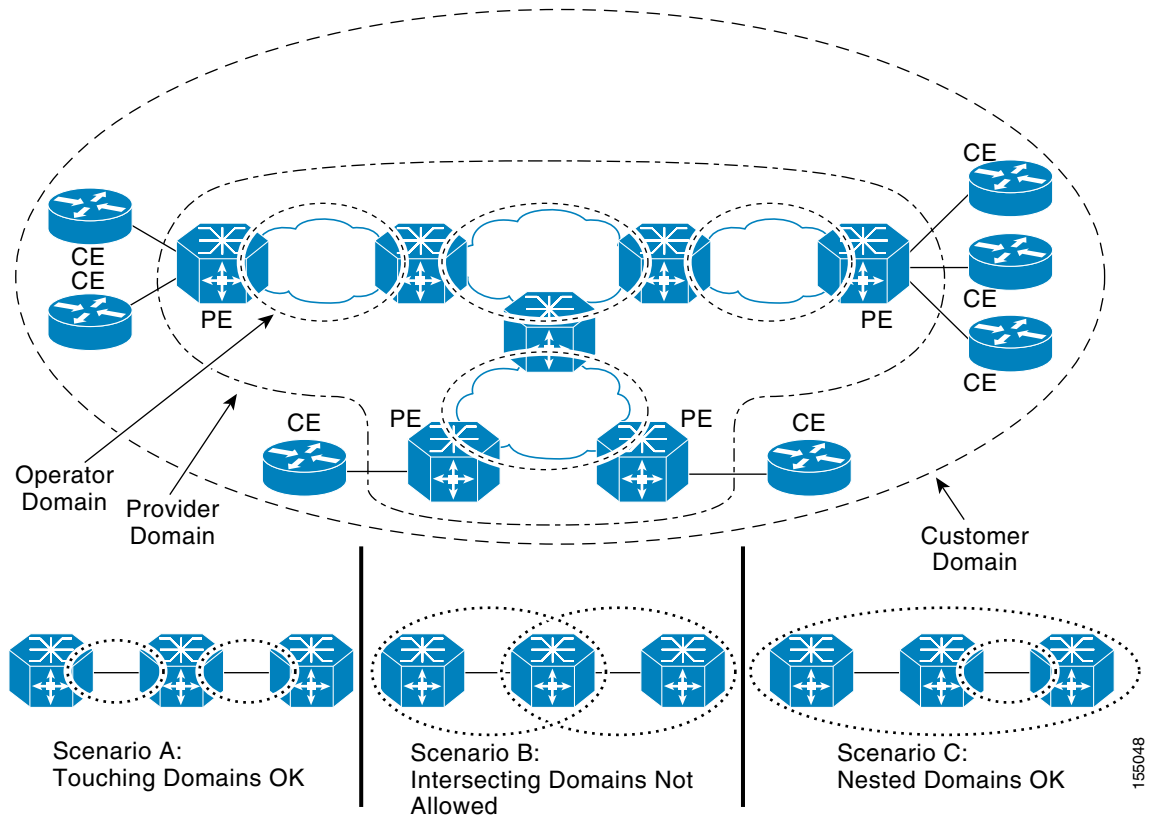 CE
CE
CE
PE
CE
PE
CE
CE
CE
PE
PE
CE
Operator
Domain
Provider
Domain
Customer
Domain
Scenario A:
Touching Domains OK
Scenario B:
Intersecting Domains Not
Allowed
Scenario C:
Nested Domains OK
155048